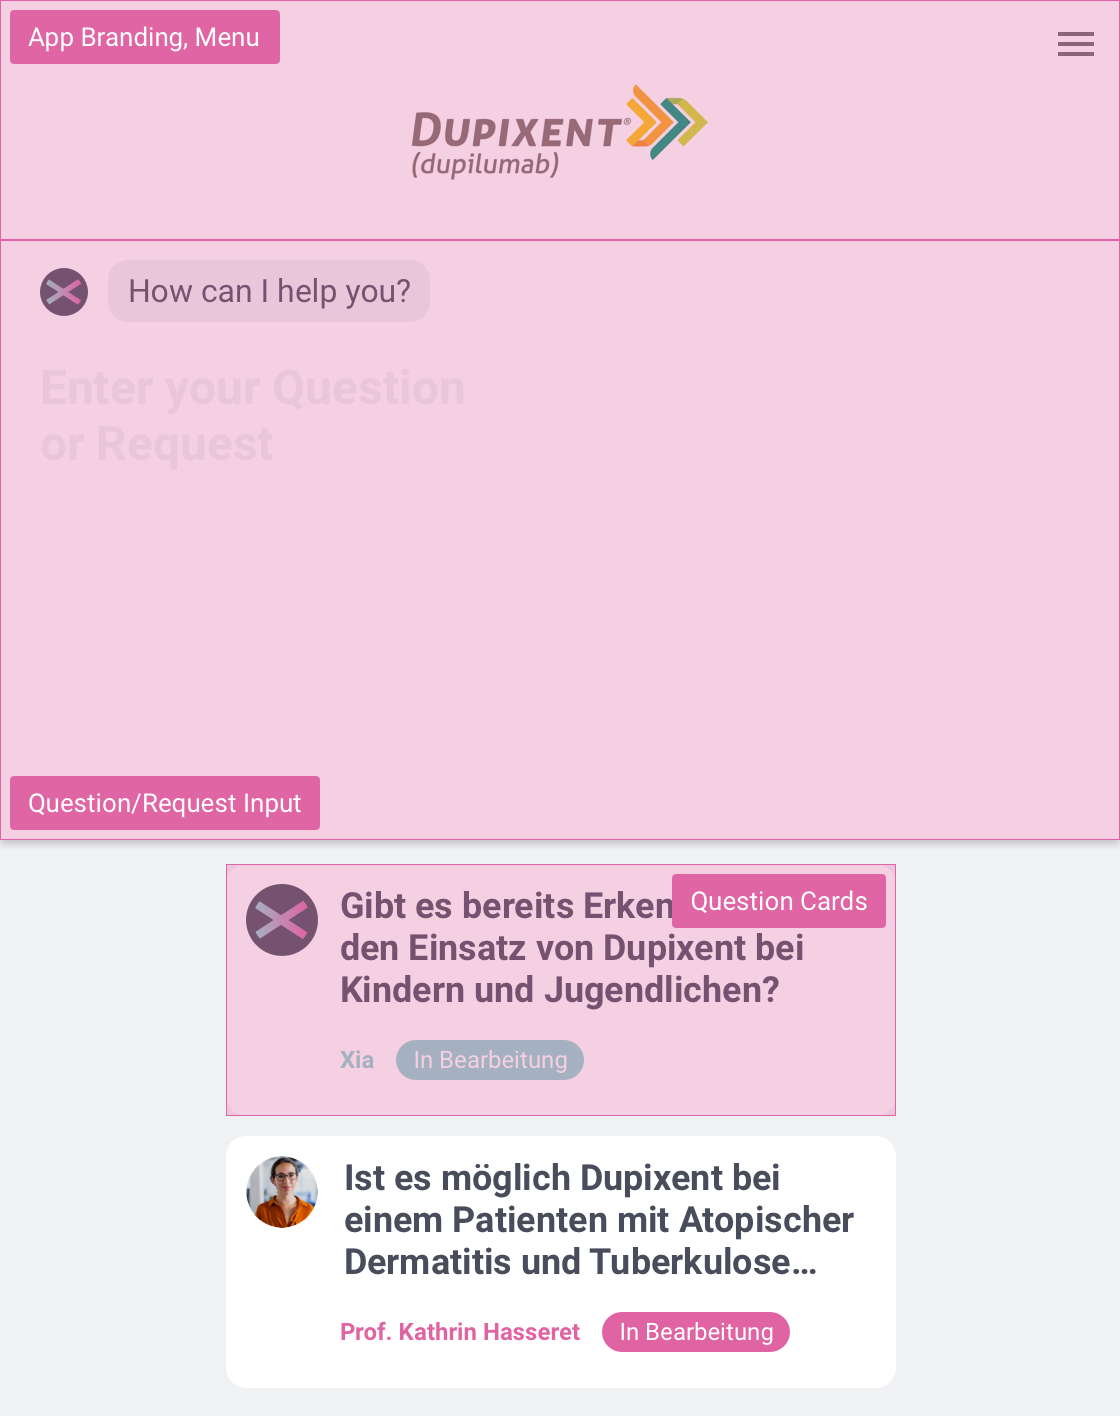 App Branding, Menu
DUPIXENT®
(dupilumab)
How can I help you?
Enter your Question
or Request
Question/Request Input
Question Cards
Gibt es bereits Erken
den Einsatz von Dupixent bei
Kindern und Jugendlichen?
Xia In Bearbeitung
Ist es möglich Dupixent bei
einem Patienten mit Atopischer
Dermatitis und Tuberkulose…
Prof. Kathrin Hasseret In Bearbeitung